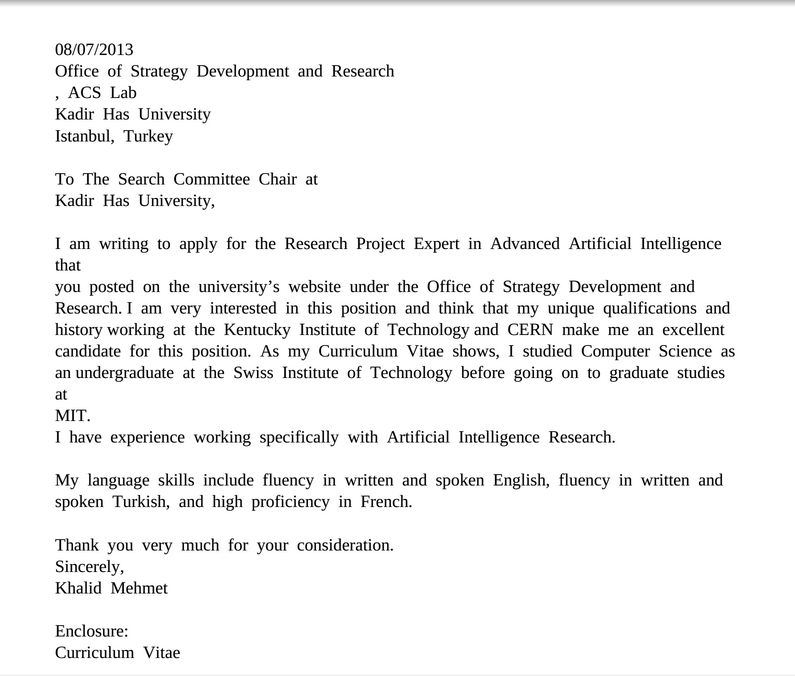 08/07/2013
Office of Strategy Development and Research
, ACS Lab
Kadir Has University
Istanbul, Turkey
To The Search Committee Chair at
Kadir Has University,
I am writing to apply for the Research Project Expert in Advanced Artificial Intelligence
that
you posted on the university’s website under the Office of Strategy Development and
Research. I am very interested in this position and think that my unique qualifications and
history working at the Kentucky Institute of Technology and CERN make me an excellent
candidate for this position. As my Curriculum Vitae shows, I studied Computer Science as
an undergraduate at the Swiss Institute of Technology before going on to graduate studies
at
MIT.
I have experience working specifically with Artificial Intelligence Research.
My language skills include fluency in written and spoken English, fluency in written and
spoken Turkish, and high proficiency in French.
Thank you very much for your consideration.
Sincerely,
Khalid Mehmet
Enclosure:
Curriculum Vitae